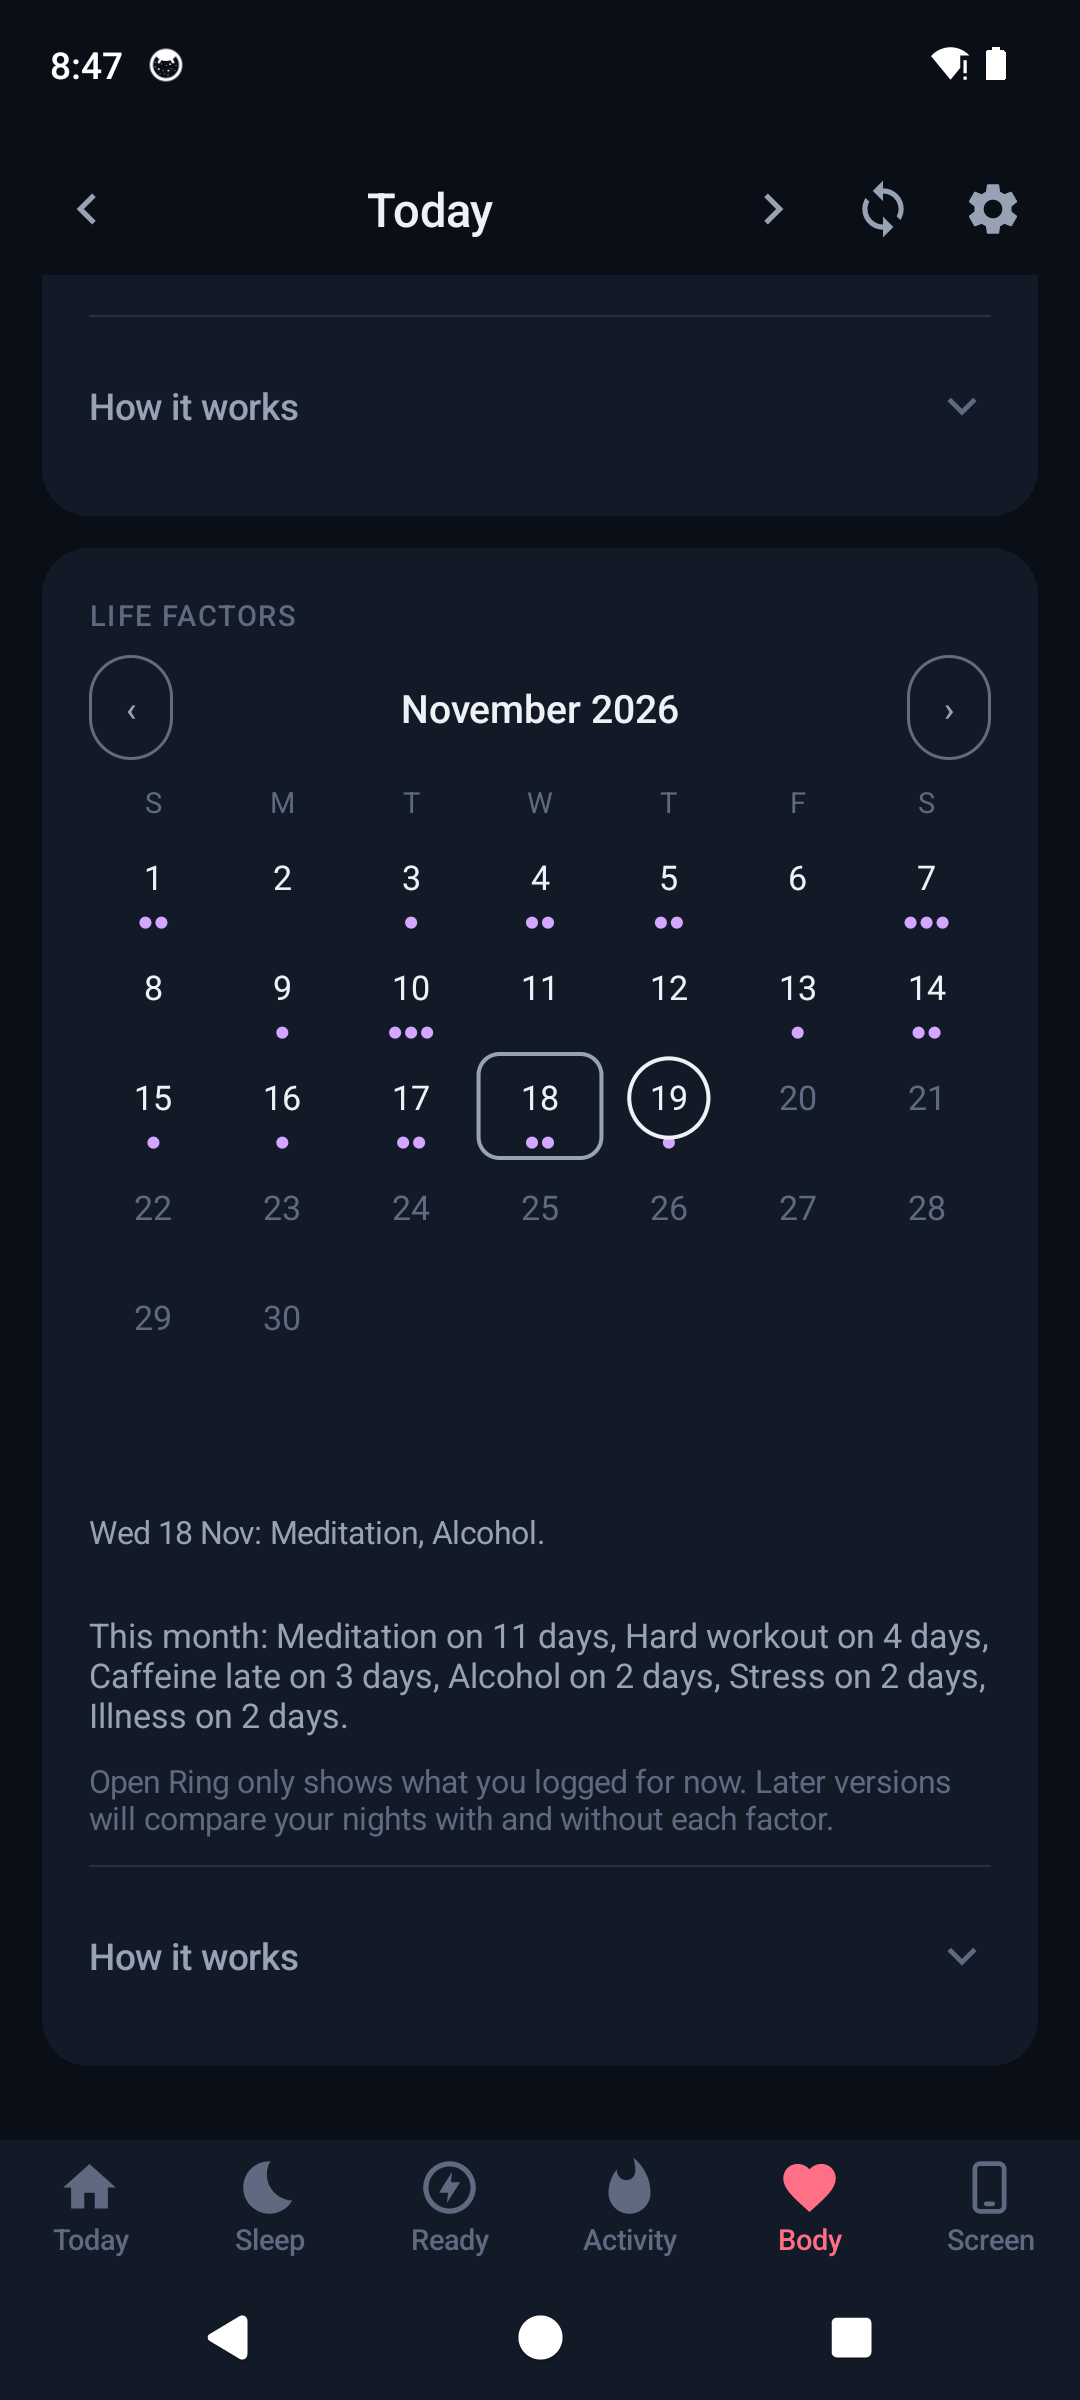 8:47
Today
How it works
LIFE FACTORS
‹ November 2026 ›
S M T W T F S
1 2 3 4 5 6 7
8 9 10 11 12 13 14
15 16 17 18 19 20 21
22 23 24 25 26 27 28
29 30
Wed 18 Nov: Meditation, Alcohol.
This month: Meditation on 11 days, Hard workout on 4 days,
Caffeine late on 3 days, Alcohol on 2 days, Stress on 2 days,
Illness on 2 days.
Open Ring only shows what you logged for now. Later versions
will compare your nights with and without each factor.
How it works
Today Sleep Ready Activity Body Screen